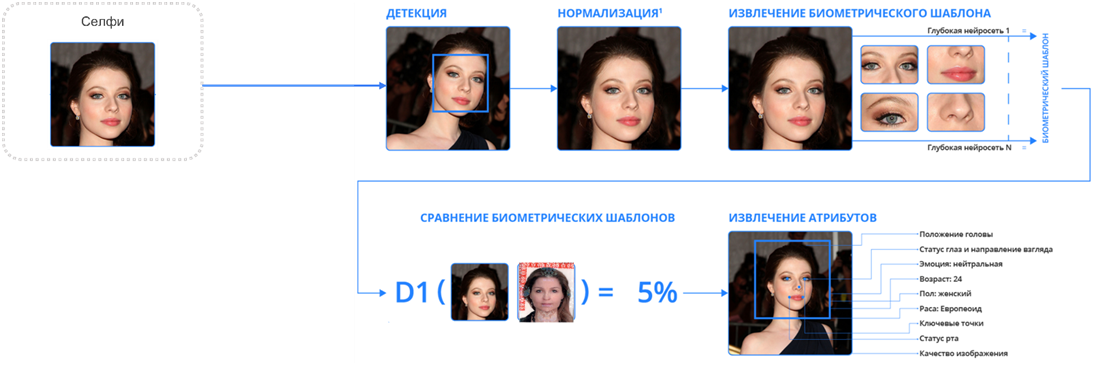 Селфи
ДЕТЕКЦИЯ
НОРМАЛИЗАЦИЯ¹
ИЗВЛЕЧЕНИЕ БИОМЕТРИЧЕСКОГО ШАБЛОНА
Глубокая нейросеть 1
Глубокая нейросеть N
БИОМЕТРИЧЕСКИЙ ШАБЛОН
СРАВНЕНИЕ БИОМЕТРИЧЕСКИХ ШАБЛОНОВ
D1 ( ) = 5%
ИЗВЛЕЧЕНИЕ АТРИБУТОВ
Положение головы
Статус глаз и направление взгляда
Эмоция: нейтральная
Возраст: 24
Пол: женский
Раса: Европеоид
Ключевые точки
Статус рта
Качество изображения